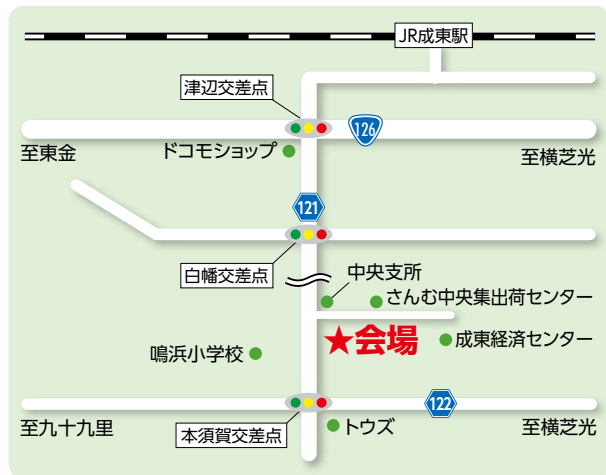 JR成東駅
津辺交差点
126
至東金
ドコモショップ
至横芝光
121
白幡交差点
中央支所
さんむ中央集出荷センター
★会場
成東経済センター
鳴浜小学校
122
至九十九里
本須賀交差点
トウズ
至横芝光